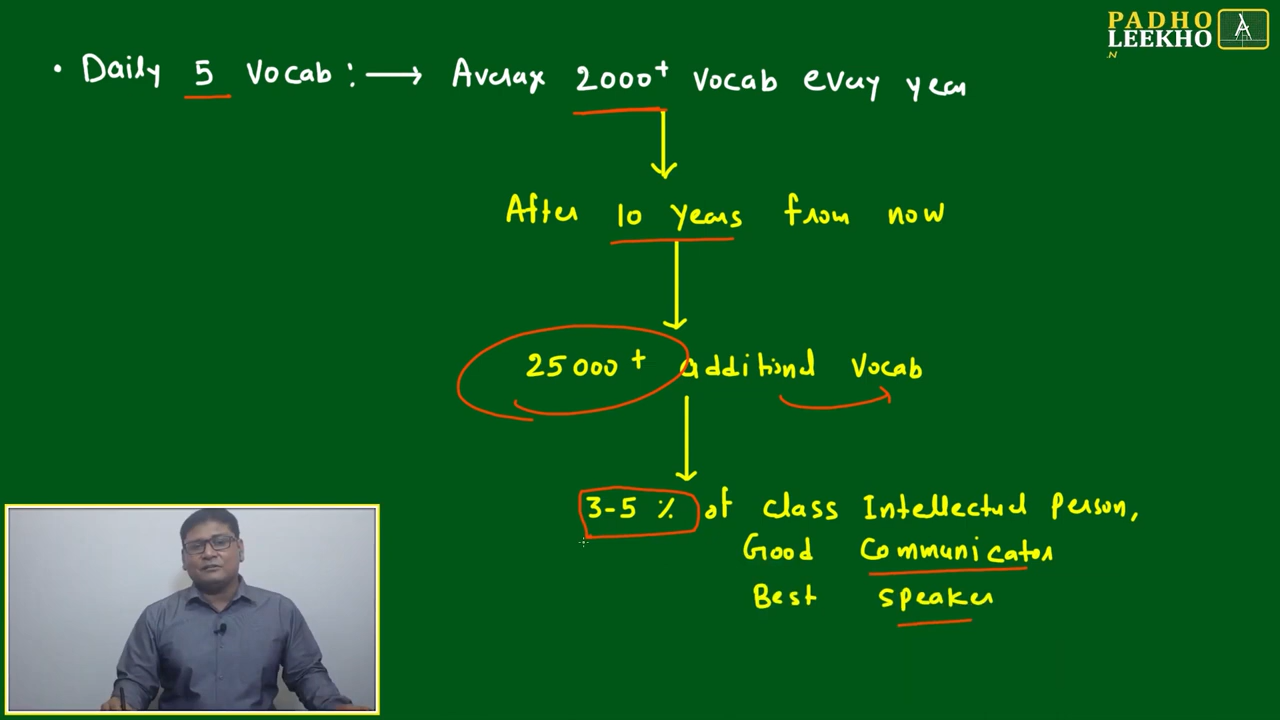 PADHO
LEEKHO
• Daily 5 Vocab: → Averax 2000+ vocab every year
After 10 years from now
25000+ additional vocab
3-5 % of class Intellectual Person,
Good Communicator
Best speaker